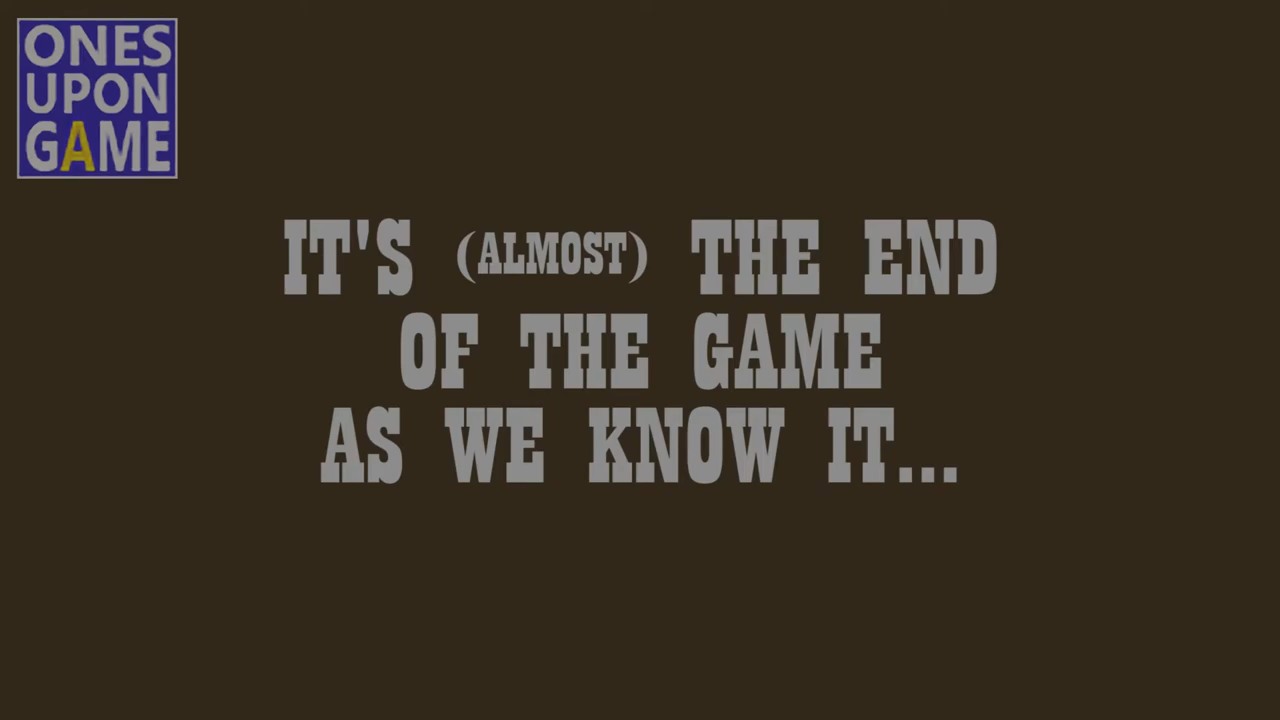 ONES
UPON
GAME
IT'S (ALMOST) THE END
OF THE GAME
AS WE KNOW IT...